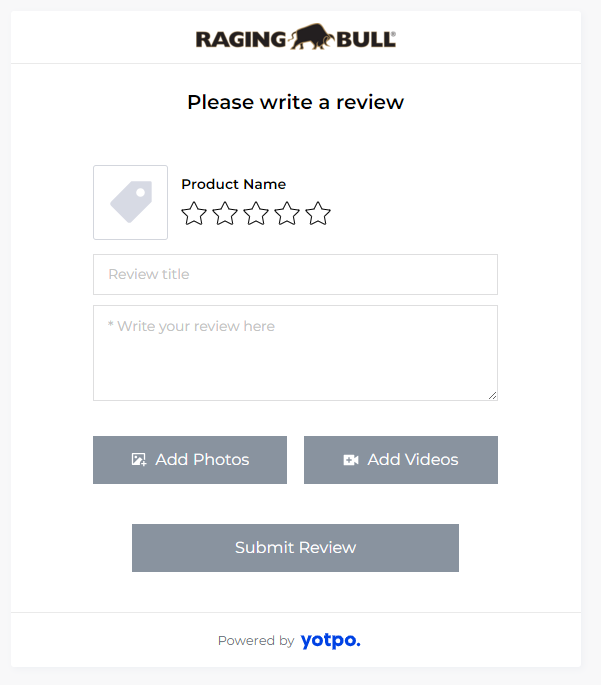 RAGING BULL®
Please write a review
Product Name
Review title
* Write your review here
Add Photos
Add Videos
Submit Review
Powered by yotpo.